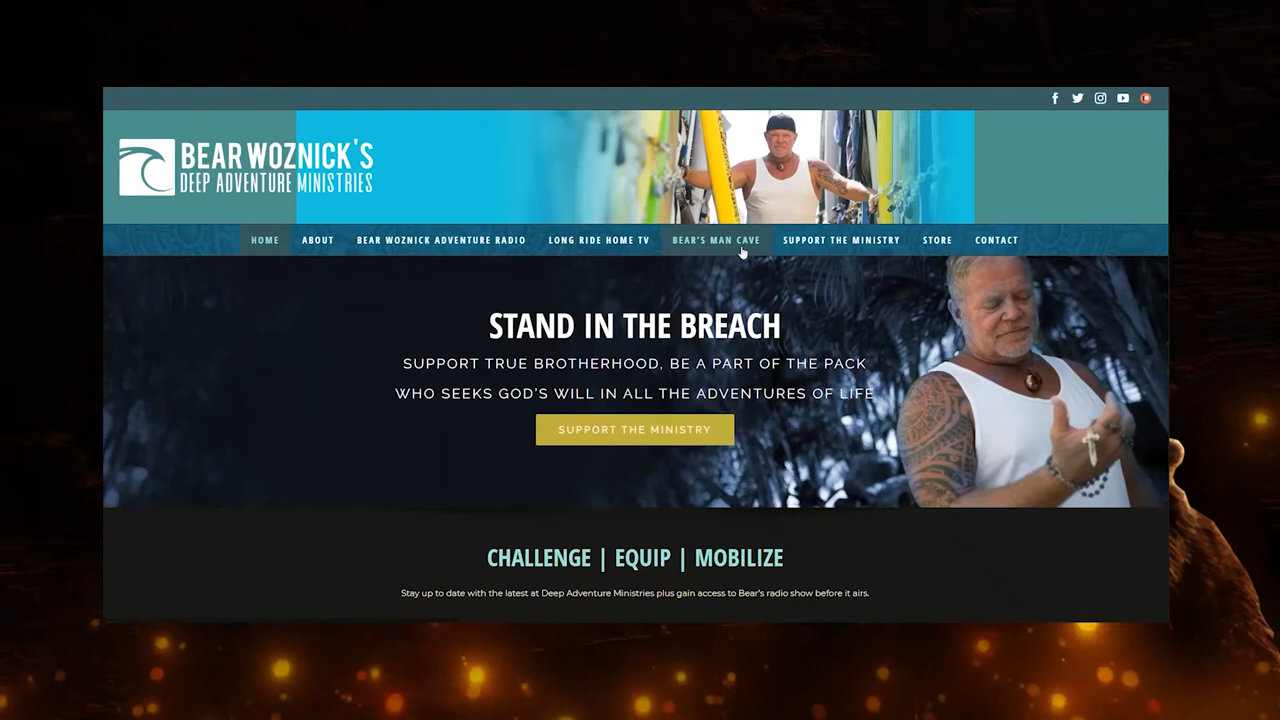 BEAR WOZNICK'S
DEEP ADVENTURE MINISTRIES
HOME ABOUT BEAR WOZNICK ADVENTURE RADIO LONG RIDE HOME TV BEAR'S MAN CAVE SUPPORT THE MINISTRY STORE CONTACT
STAND IN THE BREACH
SUPPORT TRUE BROTHERHOOD, BE A PART OF THE PACK
WHO SEEKS GOD'S WILL IN ALL THE ADVENTURES OF LIFE
SUPPORT THE MINISTRY
CHALLENGE | EQUIP | MOBILIZE
Stay up to date with the latest at Deep Adventure Ministries plus gain access to Bear's radio show before it airs.